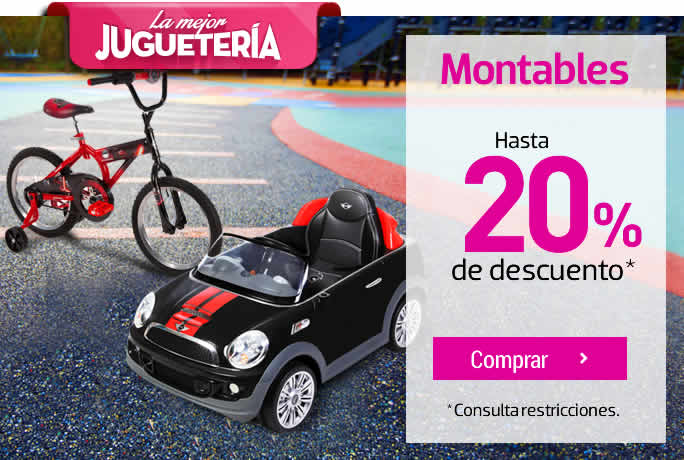 La mejor
JUGUETERÍA
Montables
Hasta
20%
de descuento*
Comprar
*Consulta restricciones.